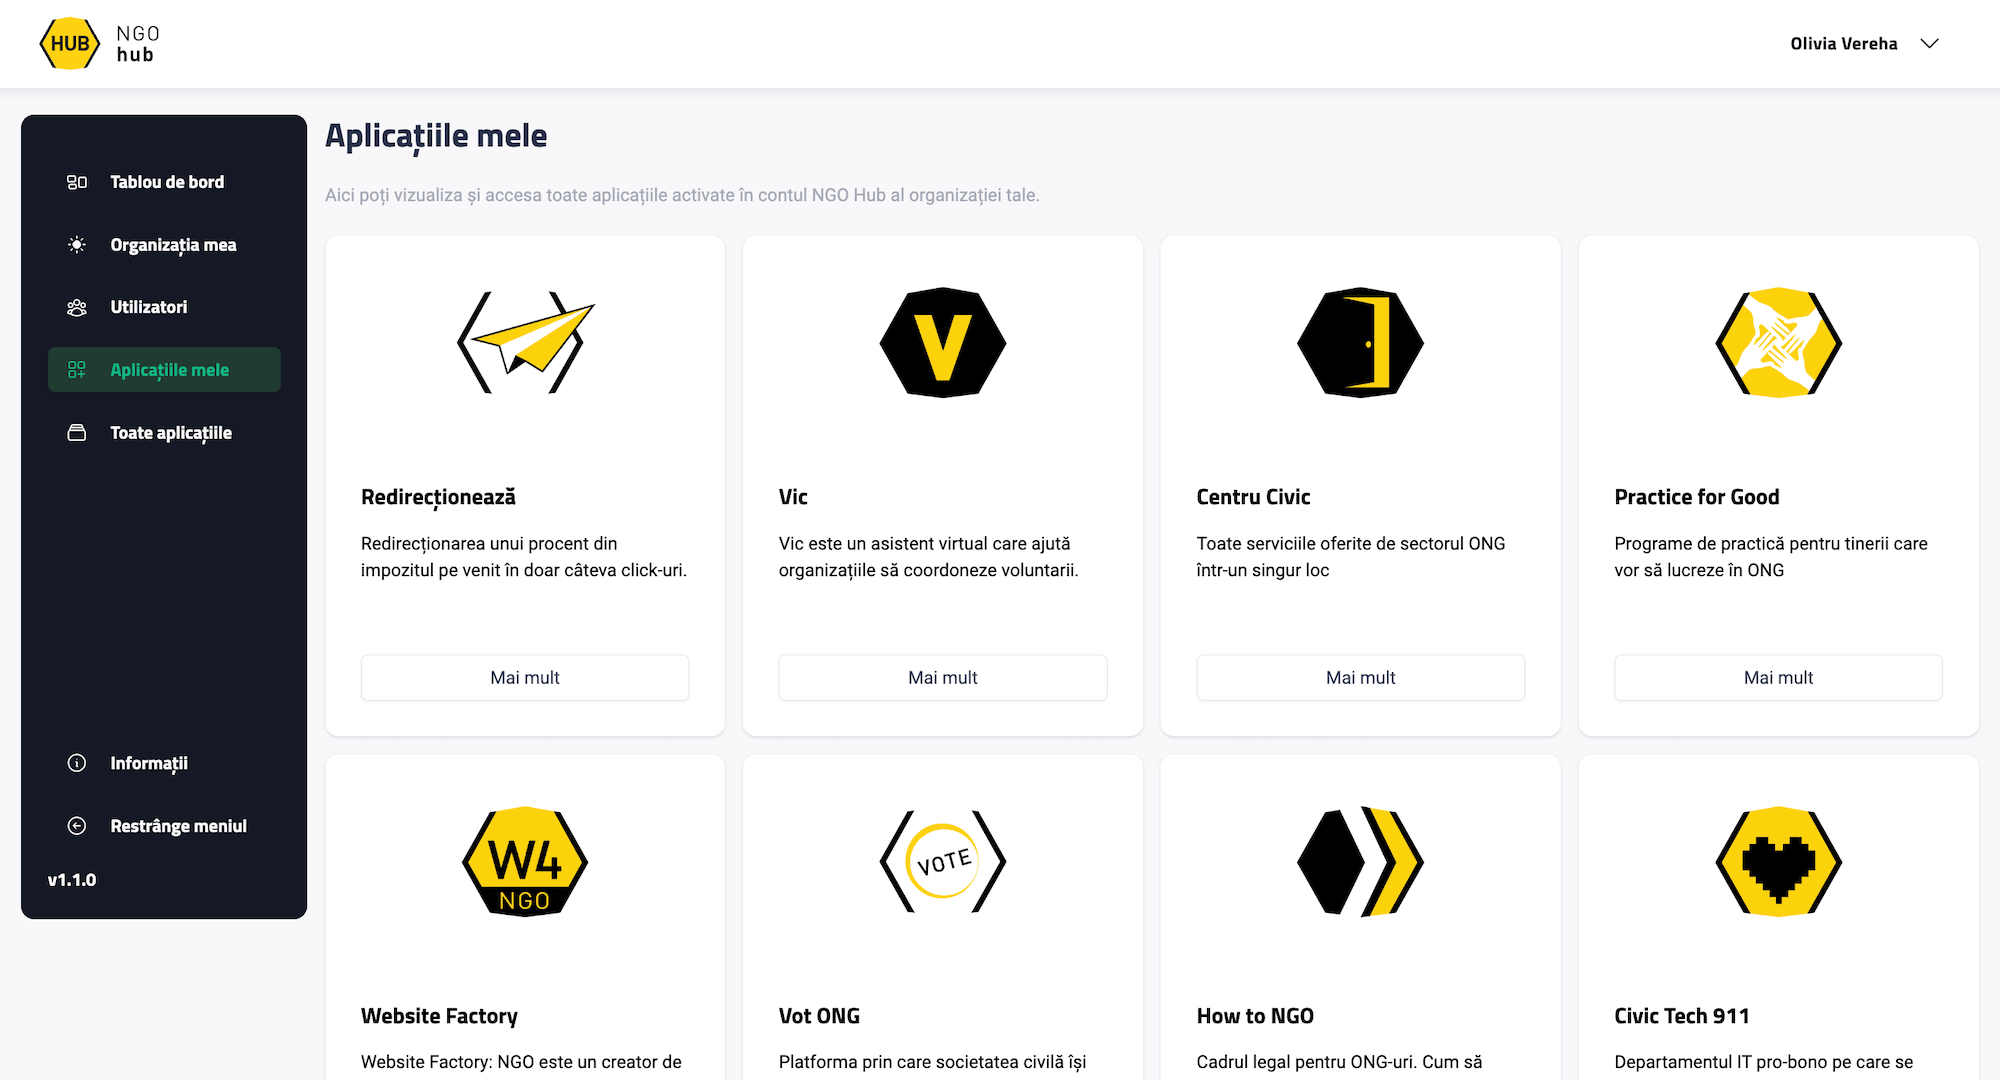 HUB
NGO
hub
Olivia Vereha
Tablou de bord
Organizația mea
Utilizatori
Aplicațiile mele
Toate aplicațiile
Informații
Restrânge meniul
v1.1.0
Aplicațiile mele
Aici poți vizualiza și accesa toate aplicațiile activate în contul NGO Hub al organizației tale.
Redirecționează
Redirecționarea unui procent din
impozitul pe venit în doar câteva click-uri.
Mai mult
V
Vic
Vic este un asistent virtual care ajută
organizațiile să coordoneze voluntarii.
Mai mult
Centru Civic
Toate serviciile oferite de sectorul ONG
într-un singur loc
Mai mult
Practice for Good
Programe de practică pentru tinerii care
vor să lucreze în ONG
Mai mult
W4
NGO
Website Factory
Website Factory: NGO este un creator de
VOTE
Vot ONG
Platforma prin care societatea civilă își
How to NGO
Cadrul legal pentru ONG-uri. Cum să
Civic Tech 911
Departamentul IT pro-bono pe care se